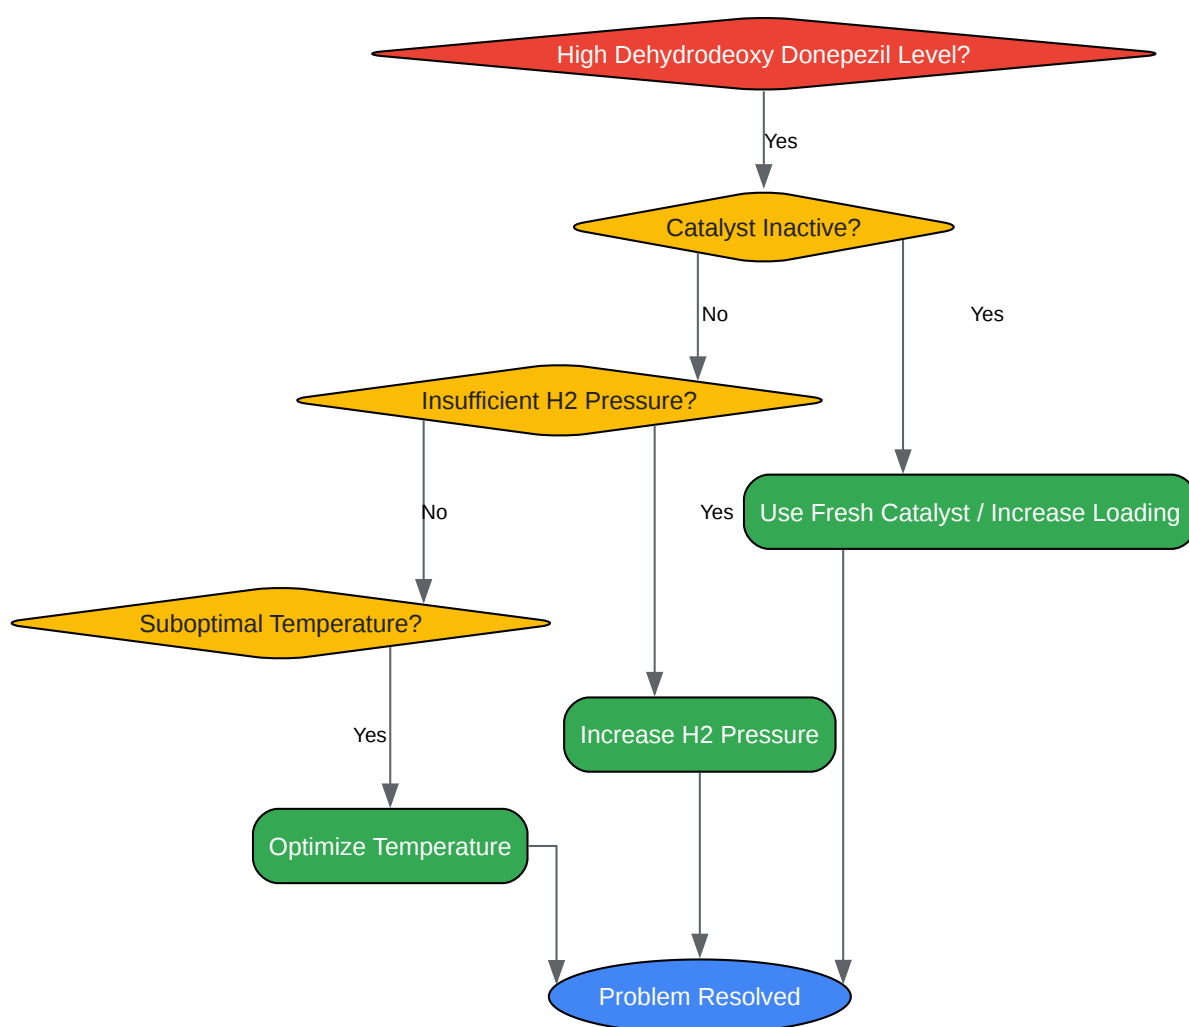 High Dehydrodeoxy Donepezil Level?
Yes
Catalyst Inactive?
No
Yes
Insufficient H2 Pressure?
No
Yes
Use Fresh Catalyst / Increase Loading
Suboptimal Temperature?
Yes
Increase H2 Pressure
Optimize Temperature
Problem Resolved